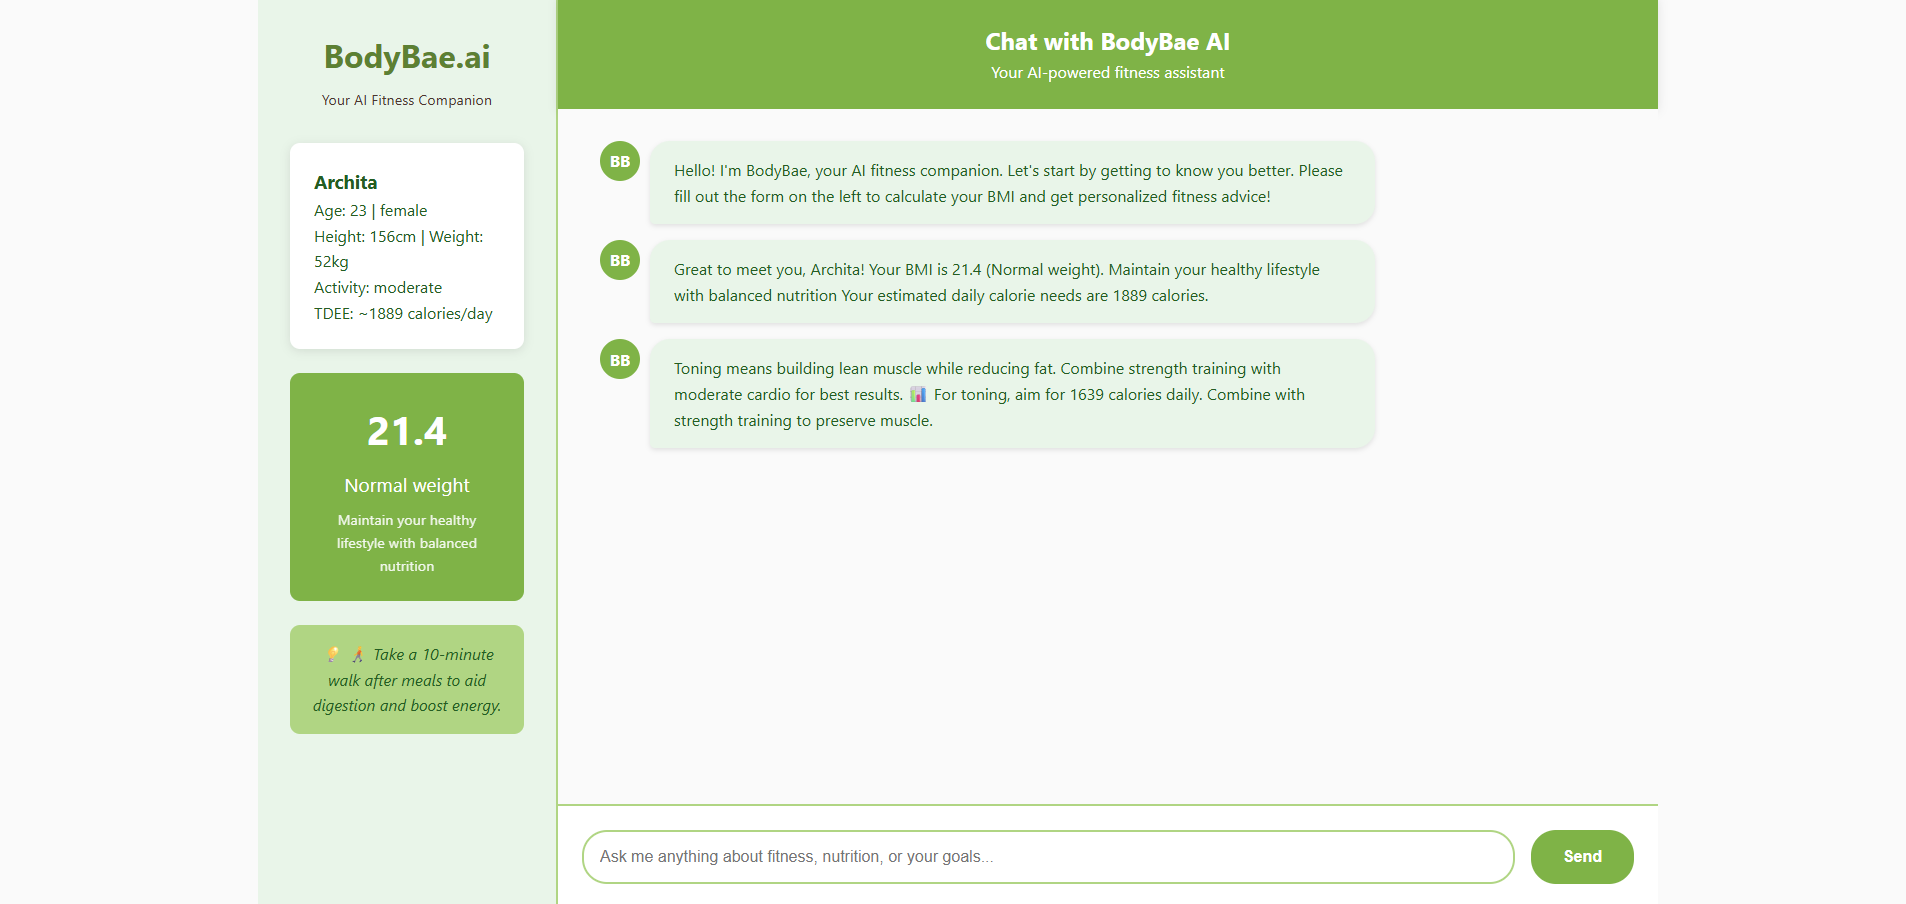 BodyBae.ai
Your AI Fitness Companion
Archita
Age: 23 | female
Height: 156cm | Weight:
52kg
Activity: moderate
TDEE: ~1889 calories/day
21.4
Normal weight
Maintain your healthy
lifestyle with balanced
nutrition
Take a 10-minute
walk after meals to aid
digestion and boost energy.
Chat with BodyBae AI
Your AI-powered fitness assistant
BB
Hello! I'm BodyBae, your AI fitness companion. Let's start by getting to know you better. Please
fill out the form on the left to calculate your BMI and get personalized fitness advice!
BB
Great to meet you, Archita! Your BMI is 21.4 (Normal weight). Maintain your healthy lifestyle
with balanced nutrition Your estimated daily calorie needs are 1889 calories.
BB
Toning means building lean muscle while reducing fat. Combine strength training with
moderate cardio for best results. 📊 For toning, aim for 1639 calories daily. Combine with
strength training to preserve muscle.
Ask me anything about fitness, nutrition, or your goals...
Send